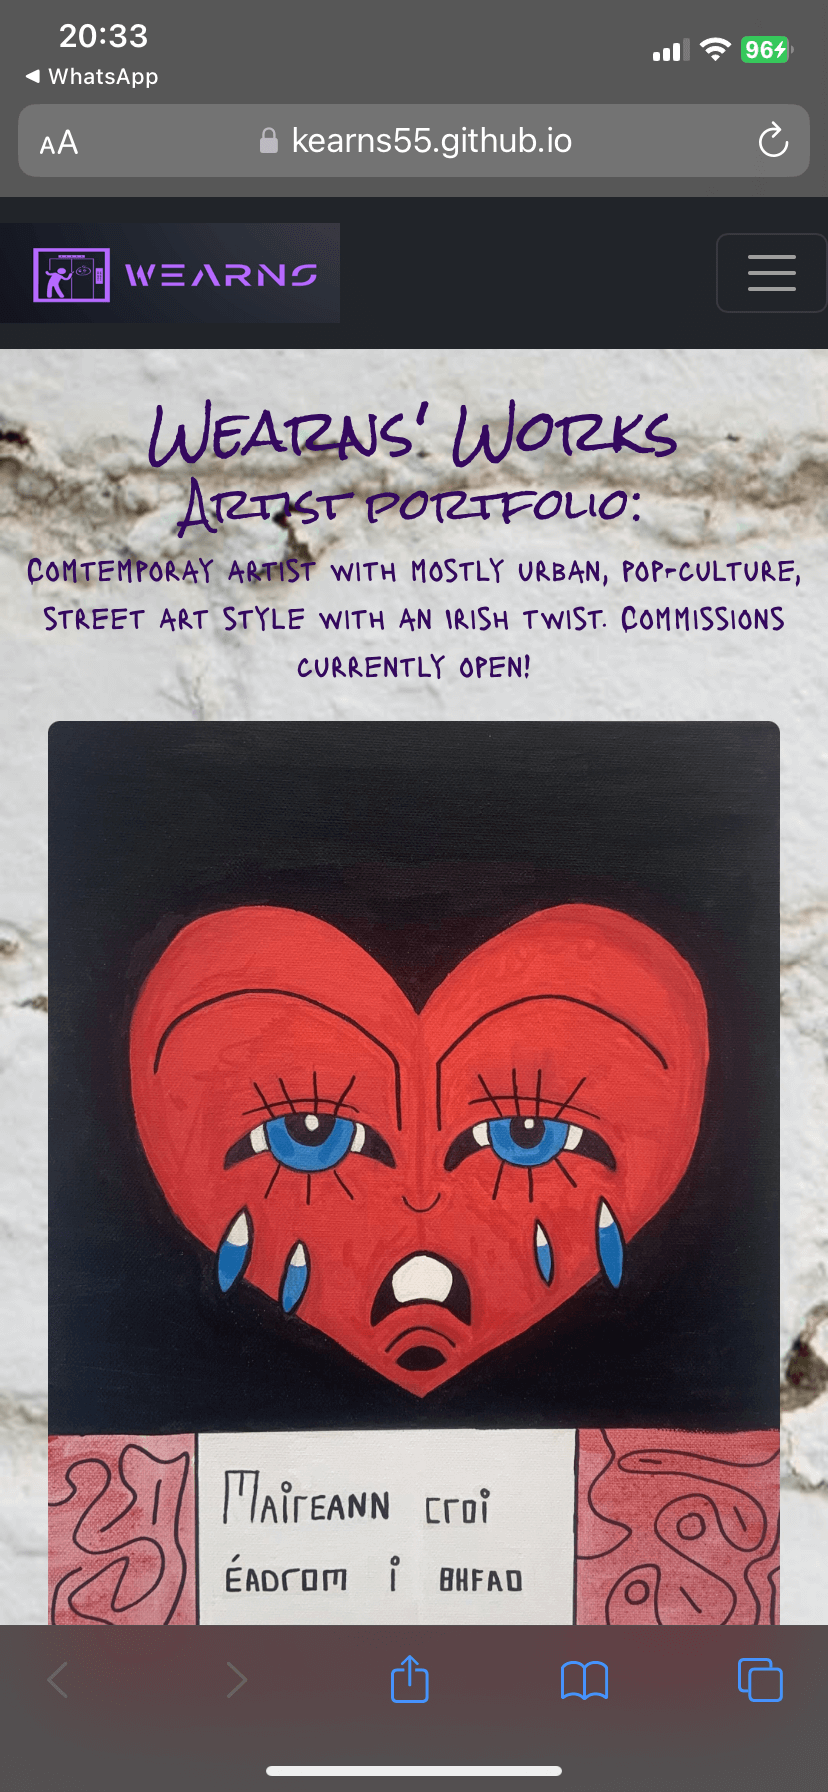 20:33
96
◀ WhatsApp
AA
kearns55.github.io
WEARNS
Wearns' Works
Artist portfolio:
Comtemporay artist with mostly urban, pop-culture,
street art style with an Irish twist. Commissions
currently open!
Maireann croi
éadrom i bhfad